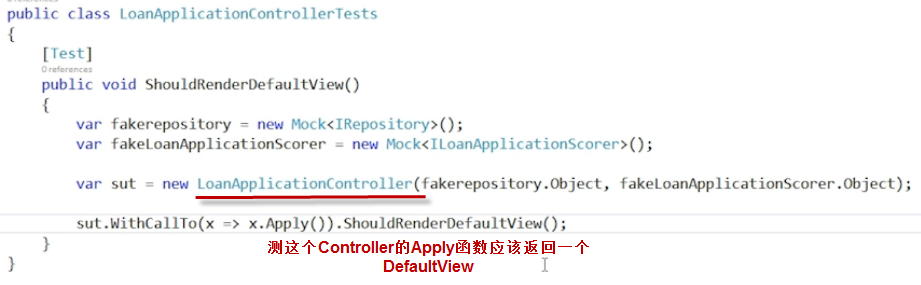 public class LoanApplicationControllerTests
{
[Test]
0 references
public void ShouldRenderDefaultView()
{
var fakerepository = new Mock<IRepository>();
var fakeLoanApplicationScorer = new Mock<ILoanApplicationScorer>();
var sut = new LoanApplicationController(fakerepository.Object, fakeLoanApplicationScorer.Object);
sut.WithCallTo(x => x.Apply()).ShouldRenderDefaultView();
}
}
测这个Controller的Apply函数应该返回一个
DefaultView